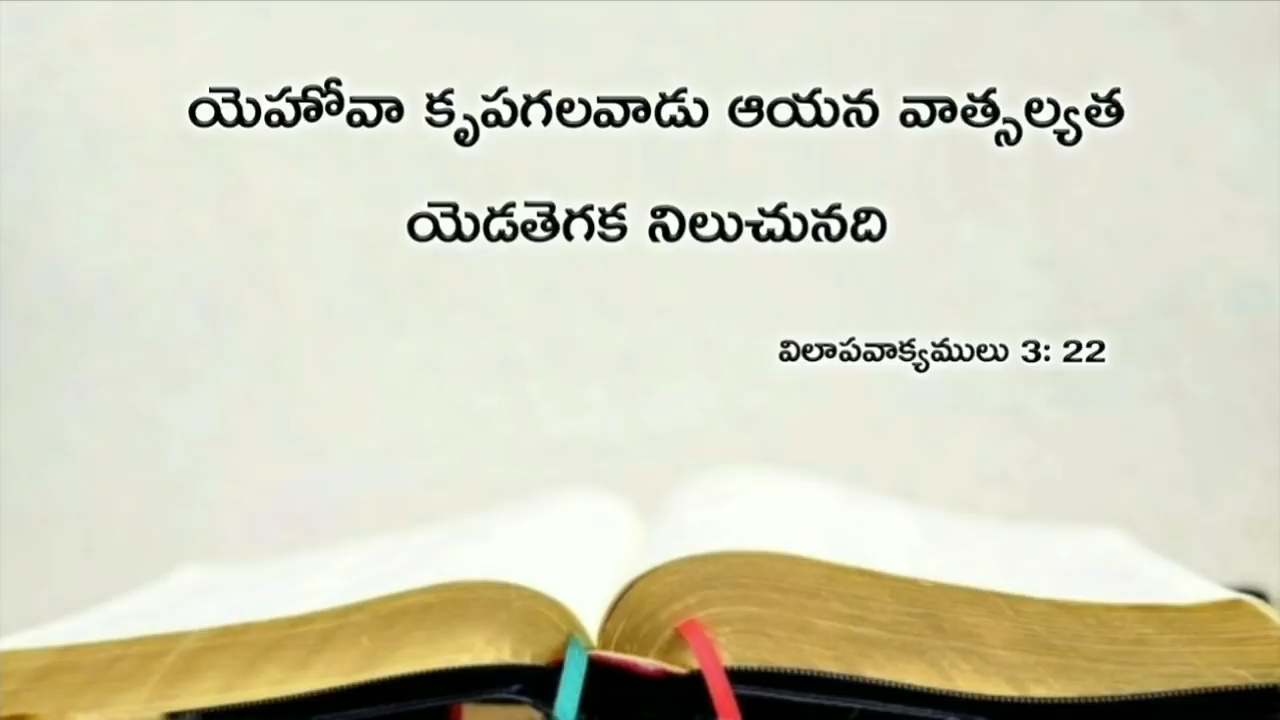 యెహోవా కృపగలవాడు ఆయన వాత్సల్యత
యెడతెగక నిలుచునది
విలాపవాక్యములు 3: 22